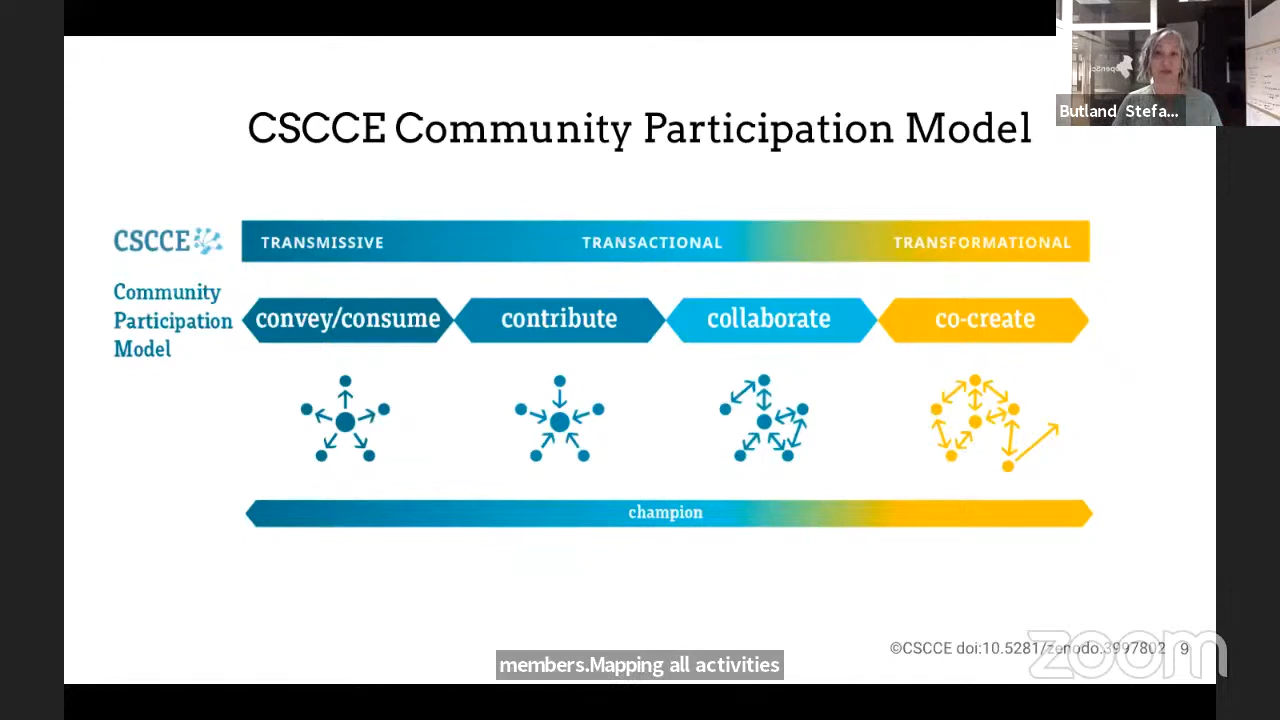 CSCCE Community Participation Model
Butland Stefa...
CSCCE
TRANSMISSIVE
TRANSACTIONAL
TRANSFORMATIONAL
Community
Participation
Model
convey/consume
contribute
collaborate
co-create
champion
©CSCCE doi:10.5281/zenodo.3997802
9
zoom
members.Mapping all activities